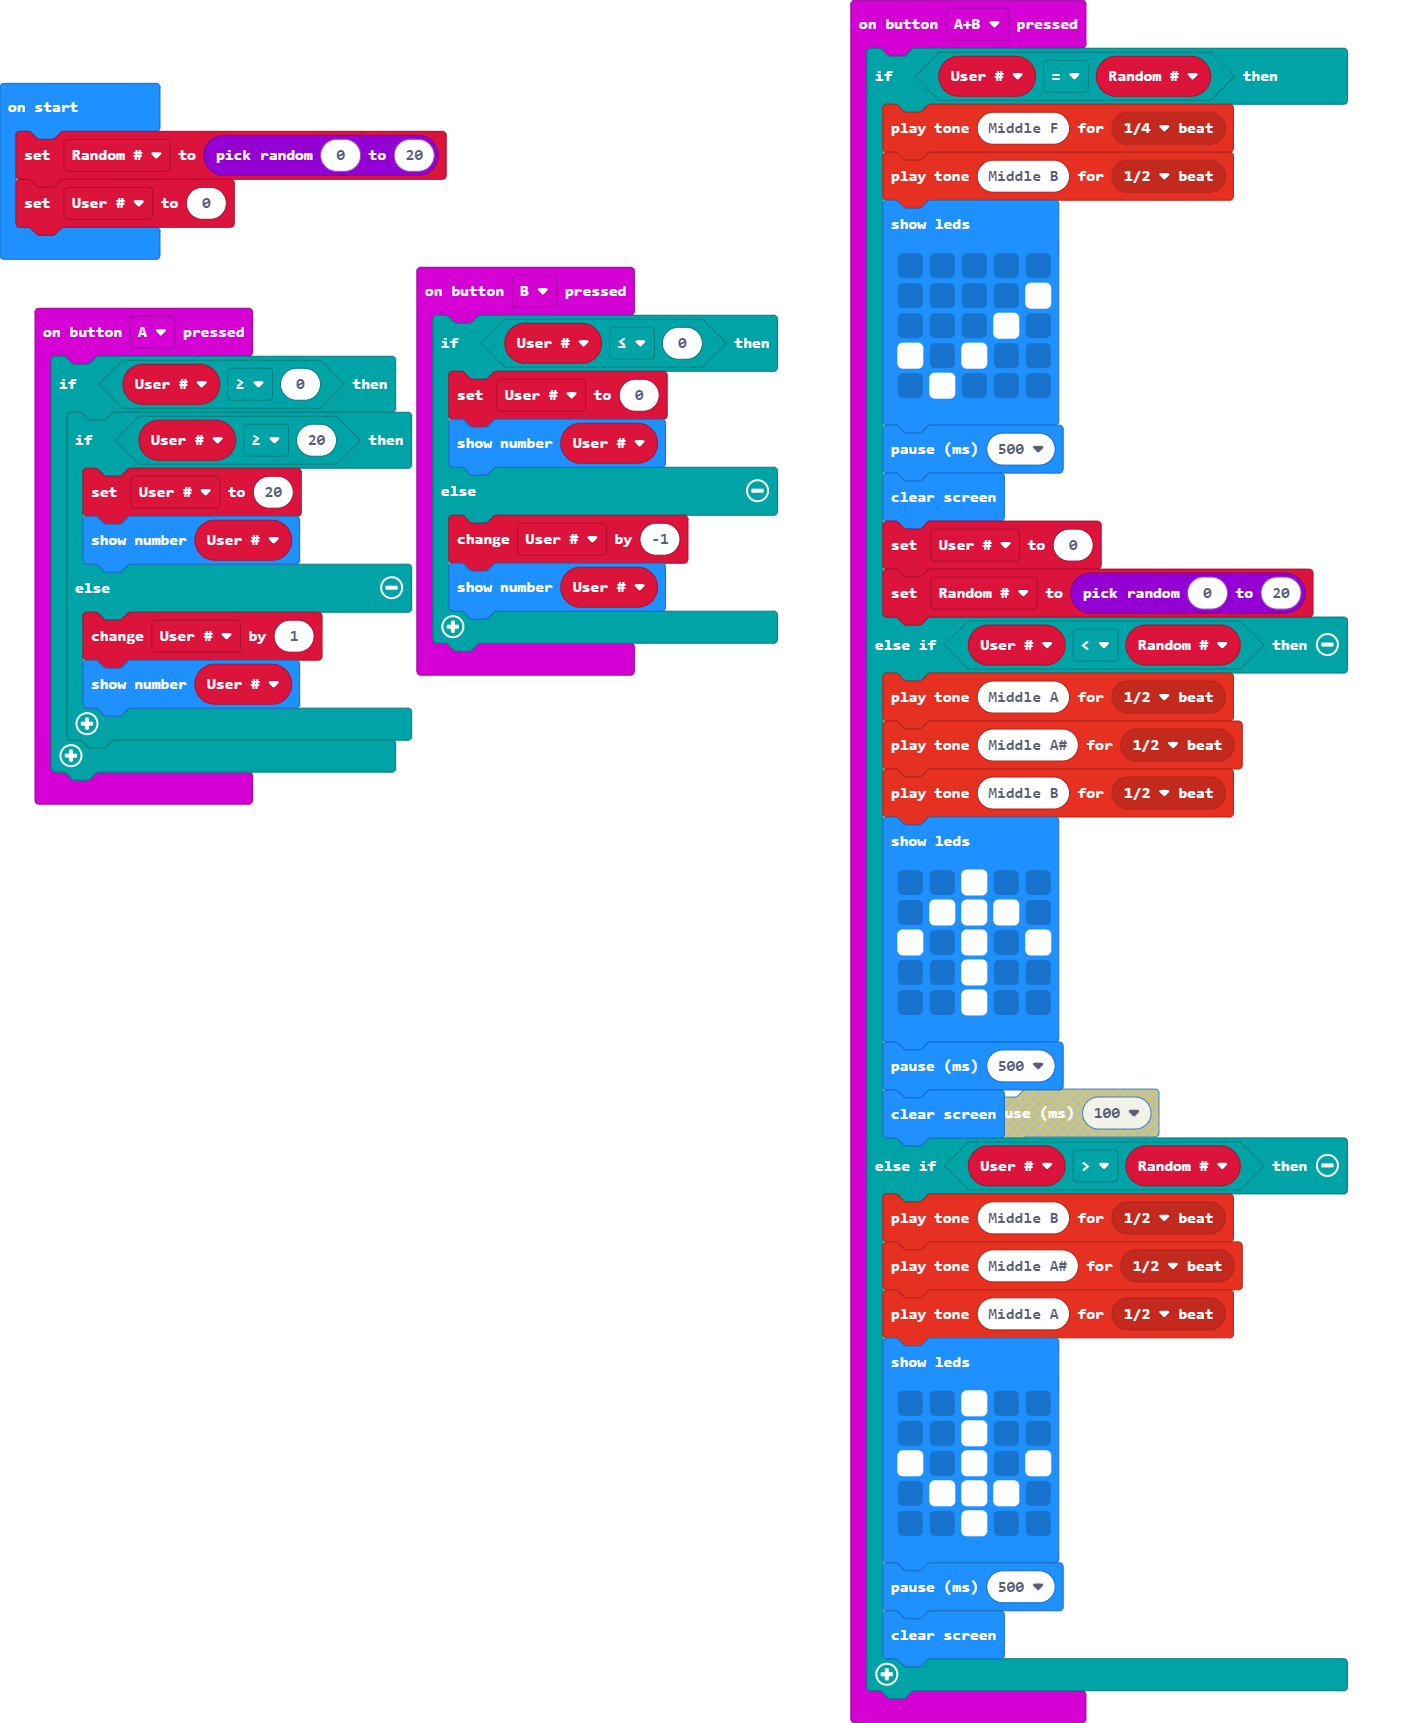 on start
set Random # to pick random 0 to 20
set User # to 0
on button A pressed
if User # ≥ 0 then
if User # ≥ 20 then
set User # to 20
show number User #
else
change User # by 1
show number User #
on button B pressed
if User # ≤ 0 then
set User # to 0
show number User #
else
change User # by -1
show number User #
on button A+B pressed
if User # = Random # then
play tone Middle F for 1/4 beat
play tone Middle B for 1/2 beat
show leds
pause (ms) 500
clear screen
set User # to 0
set Random # to pick random 0 to 20
else if User # < Random # then
play tone Middle A for 1/2 beat
play tone Middle A# for 1/2 beat
play tone Middle B for 1/2 beat
show leds
pause (ms) 500
clear screen use (ms) 100
else if User # > Random # then
play tone Middle B for 1/2 beat
play tone Middle A# for 1/2 beat
play tone Middle A for 1/2 beat
show leds
pause (ms) 500
clear screen